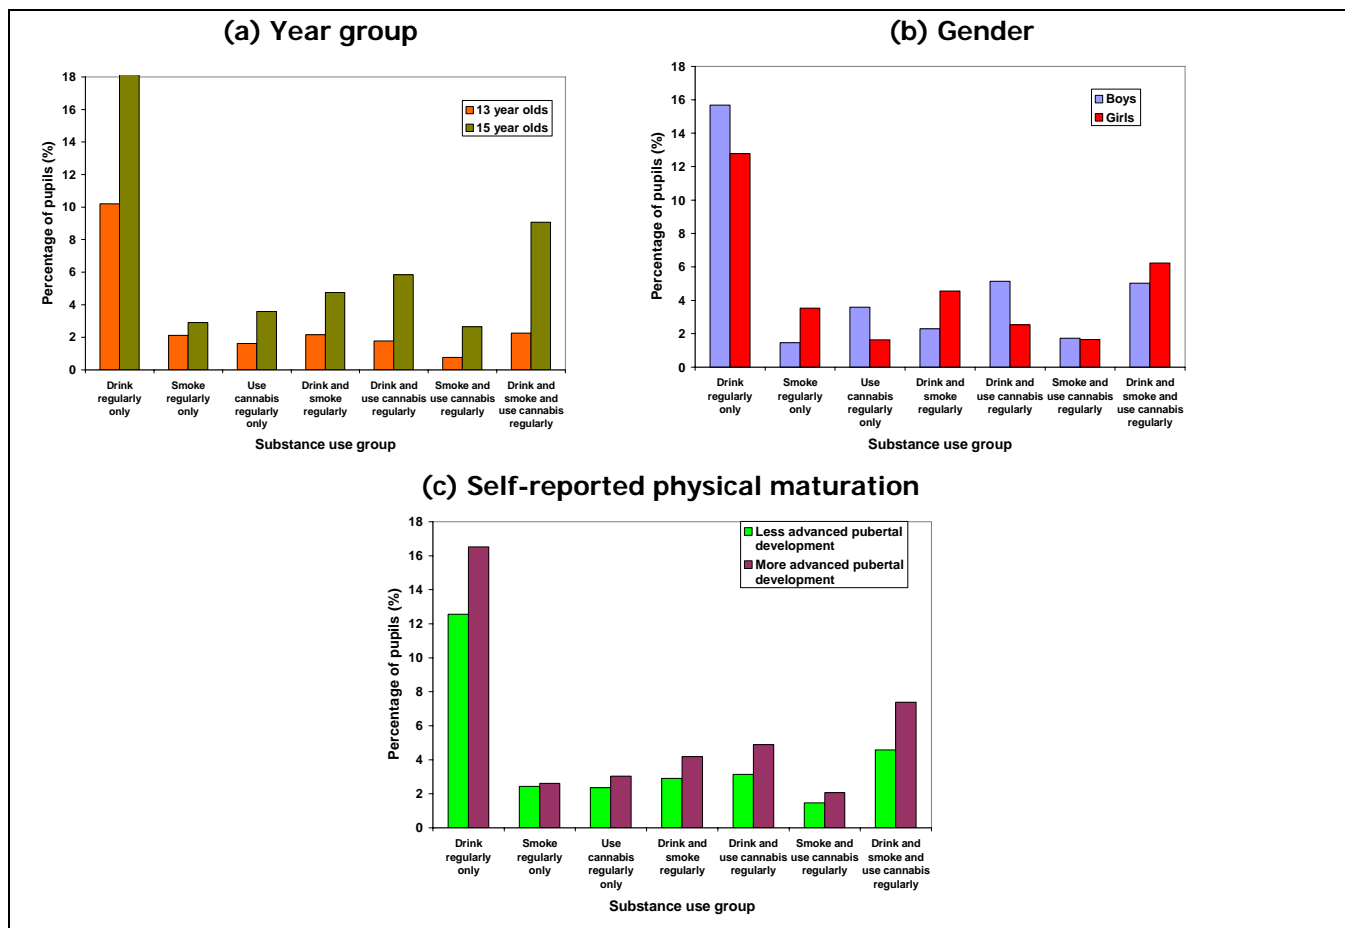 (a) Year group
18
16
14
12
10
8
6
4
2
0
Percentage of pupils (%)
13 year olds
15 year olds
Drink
regularly
only
Smoke
regularly
only
Use
cannabis
regularly only
Drink and
smoke
regularly
Drink and
use cannabis
regularly
Smoke and
use cannabis
regularly
Drink and
smoke and
use cannabis
regularly
Substance use group
(b) Gender
18
16
14
12
10
8
6
4
2
0
Percentage of pupils (%)
Boys
Girls
Drink
regularly
only
Smoke
regularly
only
Use
cannabis
regularly only
Drink and
smoke
regularly
Drink and
use cannabis
regularly
Smoke and
use cannabis
regularly
Drink and
smoke and
use cannabis
regularly
Substance use group
(c) Self-reported physical maturation
18
16
14
12
10
8
6
4
2
0
Percentage of pupils (%)
Less advanced pubertal
development
More advanced pubertal
development
Drink
regularly
only
Smoke
regularly only
Use
cannabis
regularly
only
Drink and
smoke
regularly
Drink and
use cannabis
regularly
Smoke and
use cannabis
regularly
Drink and
smoke and
use cannabis
regularly
Substance use group